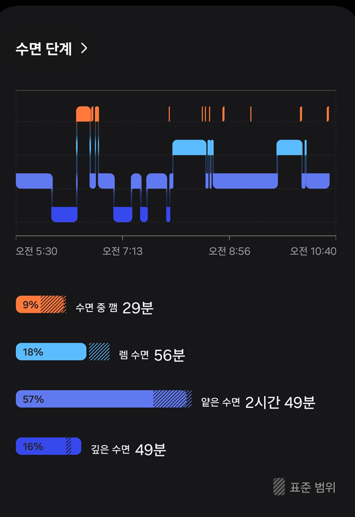 수면 단계 >
오전 5:30 오전 7:13 오전 8:56 오전 10:40
9% 수면 중 깸 29분
18% 렘 수면 56분
57% 얕은 수면 2시간 49분
16% 깊은 수면 49분
표준 범위